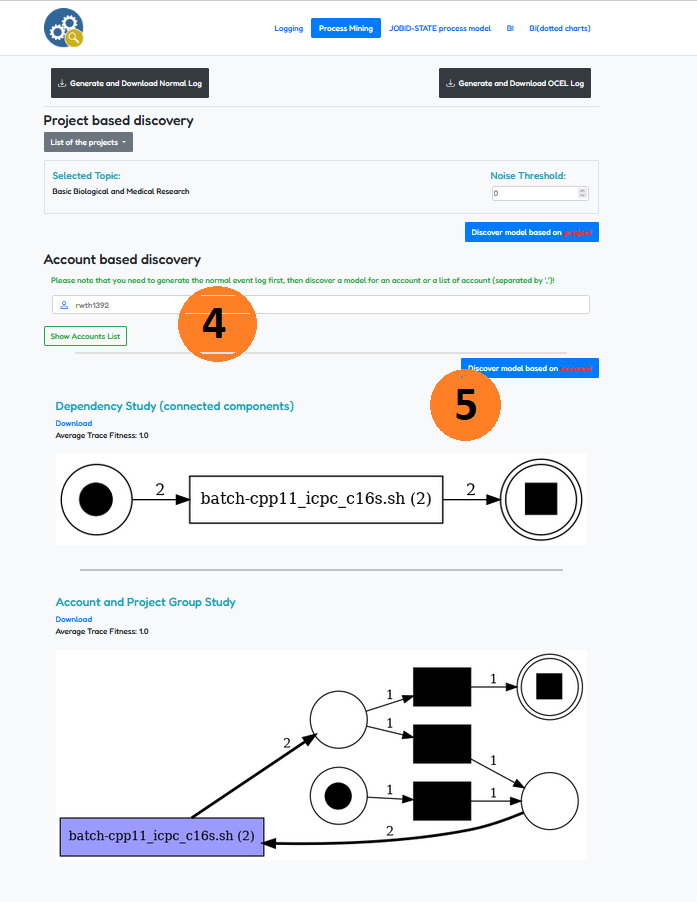 Logging Process Mining JOBID-STATE process model BI BI(dotted charts)
Generate and Download Normal Log Generate and Download OCEL Log
Project based discovery
List of the projects
Selected Topic: Noise Threshold:
Basic Biological and Medical Research 0
Discover model based on project
Account based discovery
Please note that you need to generate the normal event log first, then discover a model for an account or a list of account (separated by ',')!
rwth1392
4
Show Accounts List
Discover model based on account
5
Dependency Study (connected components)
Download
Average Trace Fitness: 1.0
2 batch-cpp11_icpc_c16s.sh (2) 2
Account and Project Group Study
Download
Average Trace Fitness: 1.0
1 1
1
2
1
1 1
2
batch-cpp11_icpc_c16s.sh (2)